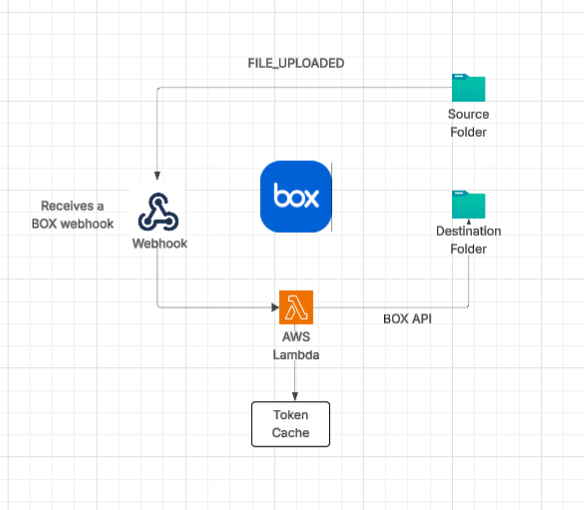 FILE_UPLOADED
Source
Folder
Receives a
BOX webhook
Webhook
box
Destination
Folder
BOX API
AWS
Lambda
Token
Cache